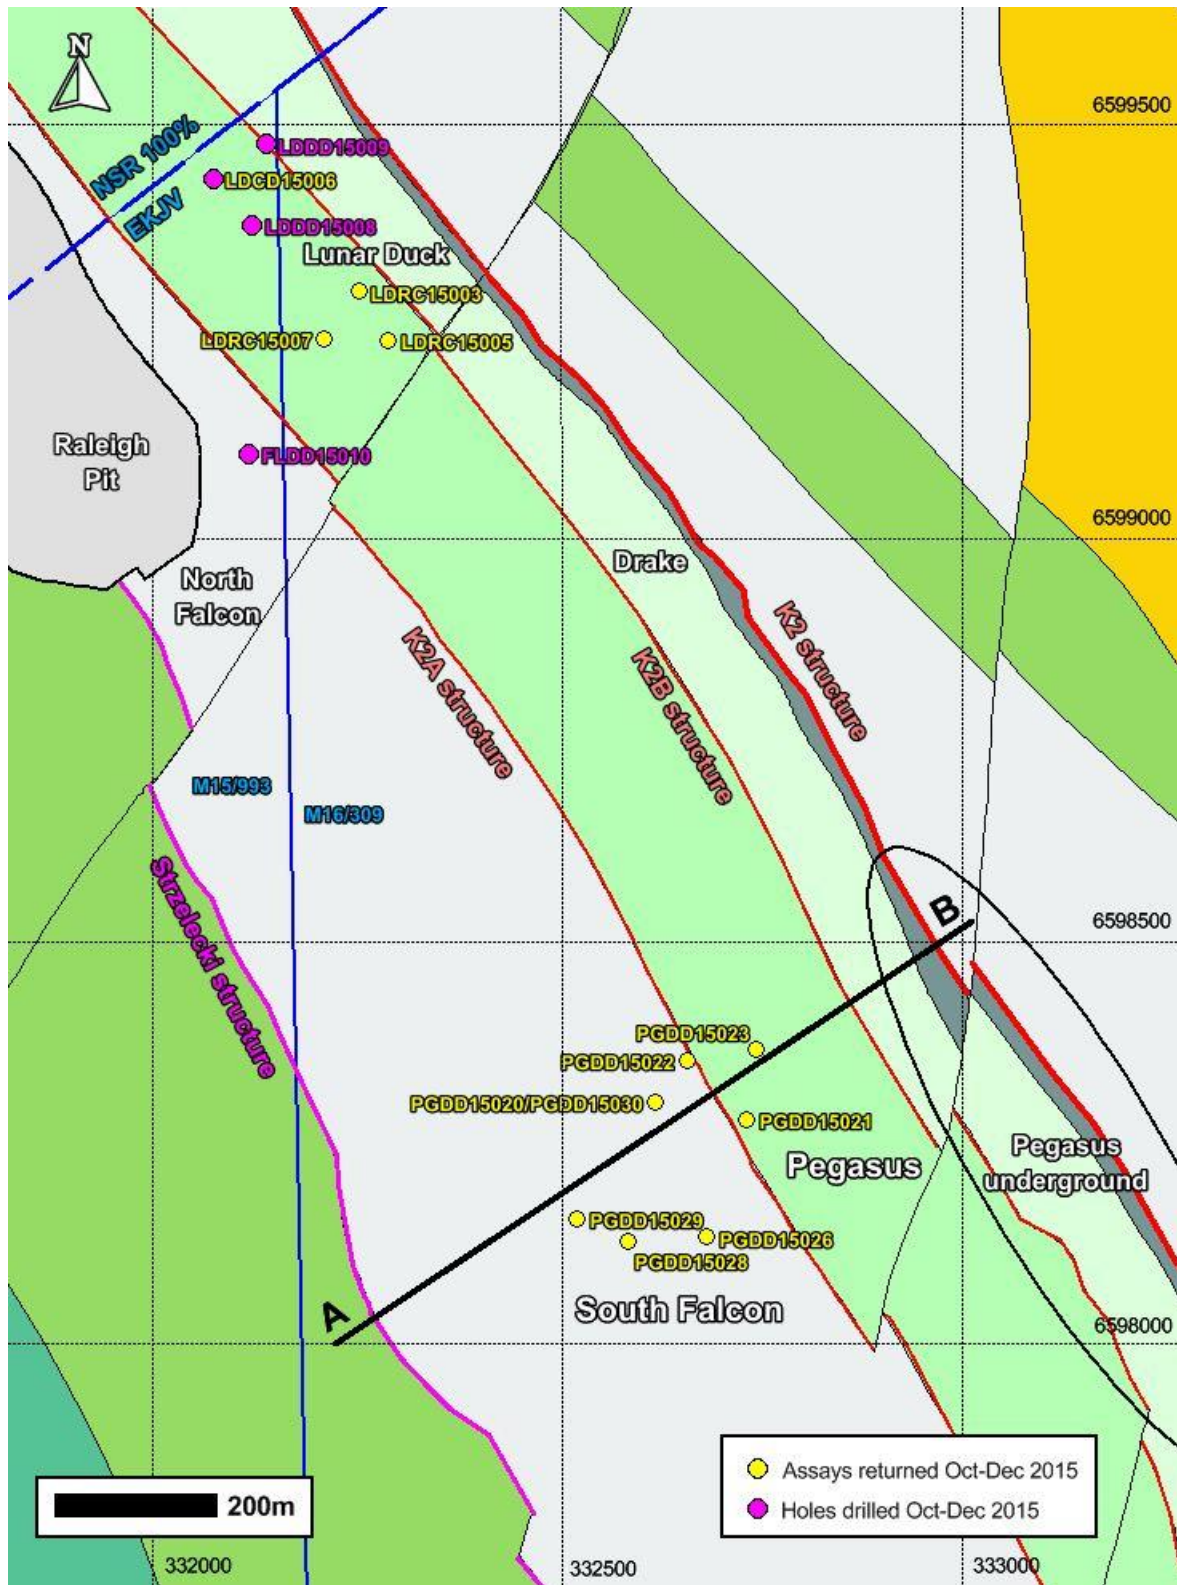 N
6599500
NSR 100%
EKJV
LDDD15009
LDCD15006
LDDD15008
Lunar Duck
LDRC15003
LDRC15007
LDRC15005
Raleigh
Pit
FLDD15010
6599000
North
Falcon
Drake
K2A structure
K2B structure
K2 structure
M15/993
M16/309
Strzelecki structure
B
6598500
PGDD15023
PGDD15022
PGDD15020/PGDD15030
PGDD15021
Pegasus
Pegasus
underground
PGDD15029
PGDD15026
PGDD15028
South Falcon
A
6598000
Assays returned Oct-Dec 2015
Holes drilled Oct-Dec 2015
200m
332000
332500
333000